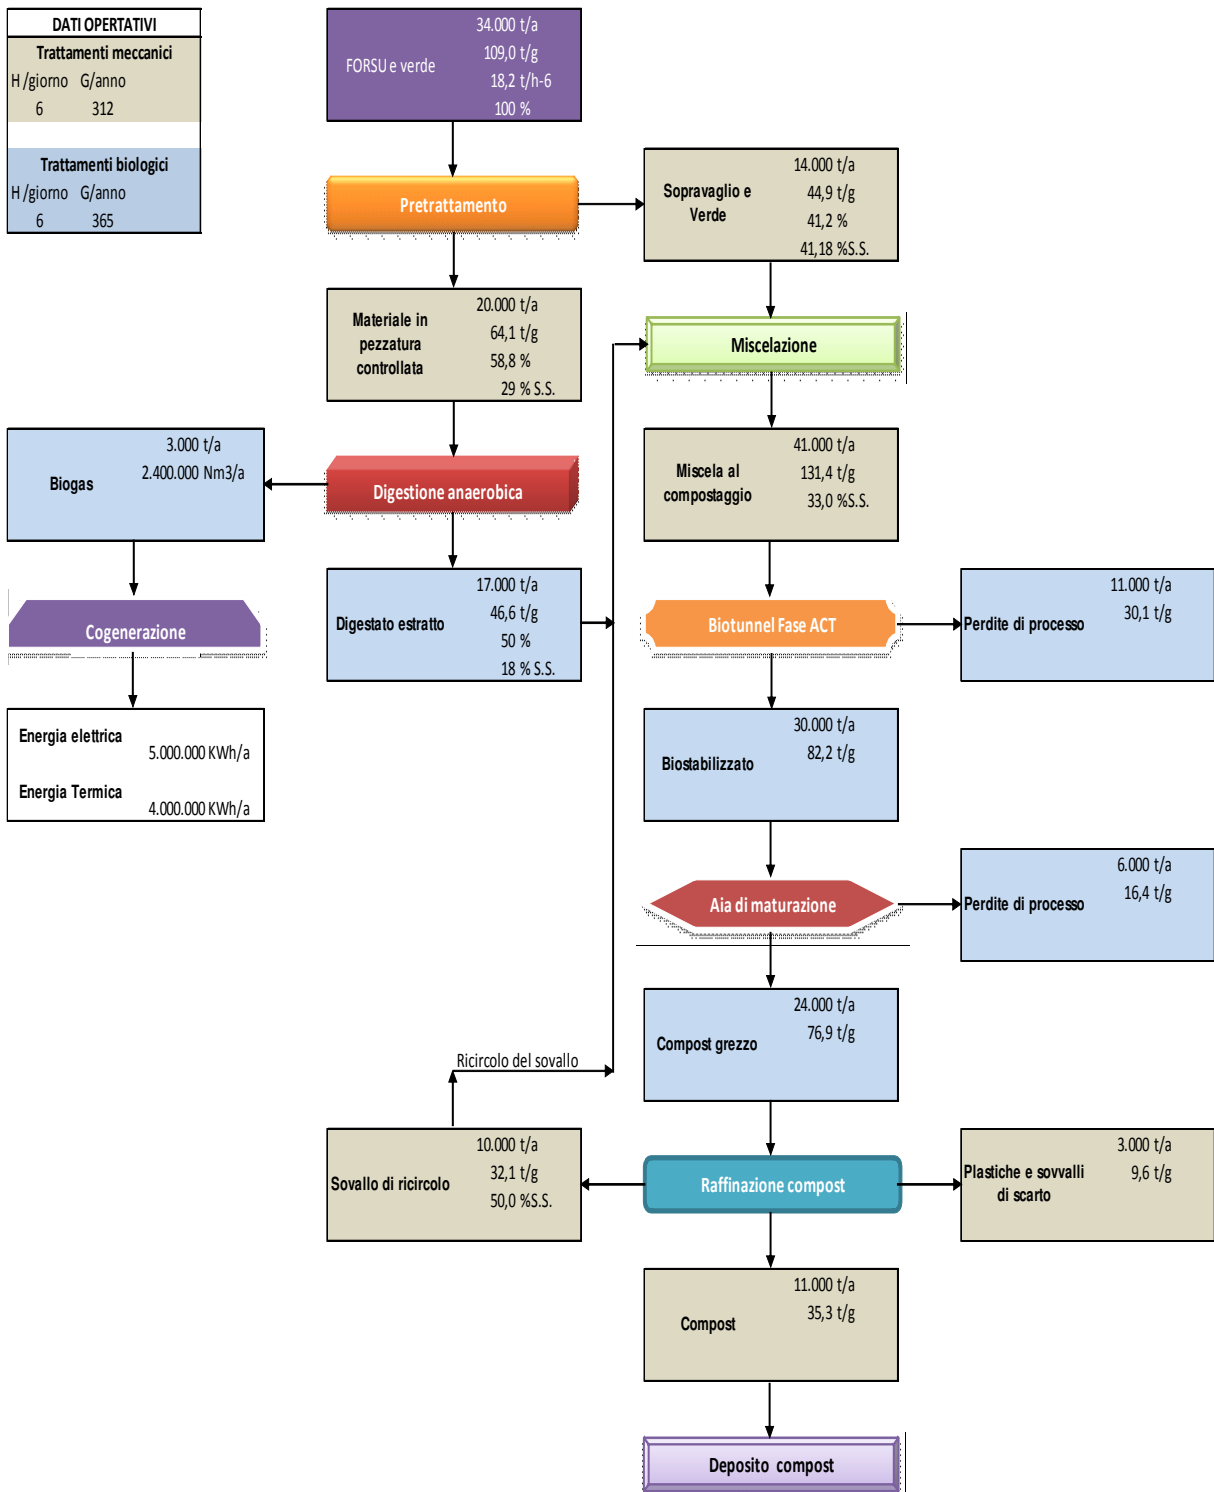 DATI OPERTATIVI
Trattamenti meccanici
H /giorno G/anno
6 312
Trattamenti biologici
H /giorno G/anno
6 365
FORSU e verde
34.000 t/a
109,0 t/g
18,2 t/h-6
100 %
Pretrattamento
Sopravaglio e
Verde
14.000 t/a
44,9 t/g
41,2 %
41,18 %S.S.
Materiale in
pezzatura
controllata
20.000 t/a
64,1 t/g
58,8 %
29 % S.S.
Miscelazione
Biogas
3.000 t/a
2.400.000 Nm3/a
Digestione anaerobica
Miscela al
compostaggio
41.000 t/a
131,4 t/g
33,0 %S.S.
Cogenerazione
Digestato estratto
17.000 t/a
46,6 t/g
50 %
18 % S.S.
Biotunnel Fase ACT
Perdite di processo
11.000 t/a
30,1 t/g
Energia elettrica
5.000.000 KWh/a
Energia Termica
4.000.000 KWh/a
Biostabilizzato
30.000 t/a
82,2 t/g
Aia di maturazione
Perdite di processo
6.000 t/a
16,4 t/g
Compost grezzo
24.000 t/a
76,9 t/g
Ricircolo del sovallo
Sovallo di ricircolo
10.000 t/a
32,1 t/g
50,0 %S.S.
Raffinazione compost
Plastiche e sovvalli
di scarto
3.000 t/a
9,6 t/g
Compost
11.000 t/a
35,3 t/g
Deposito compost